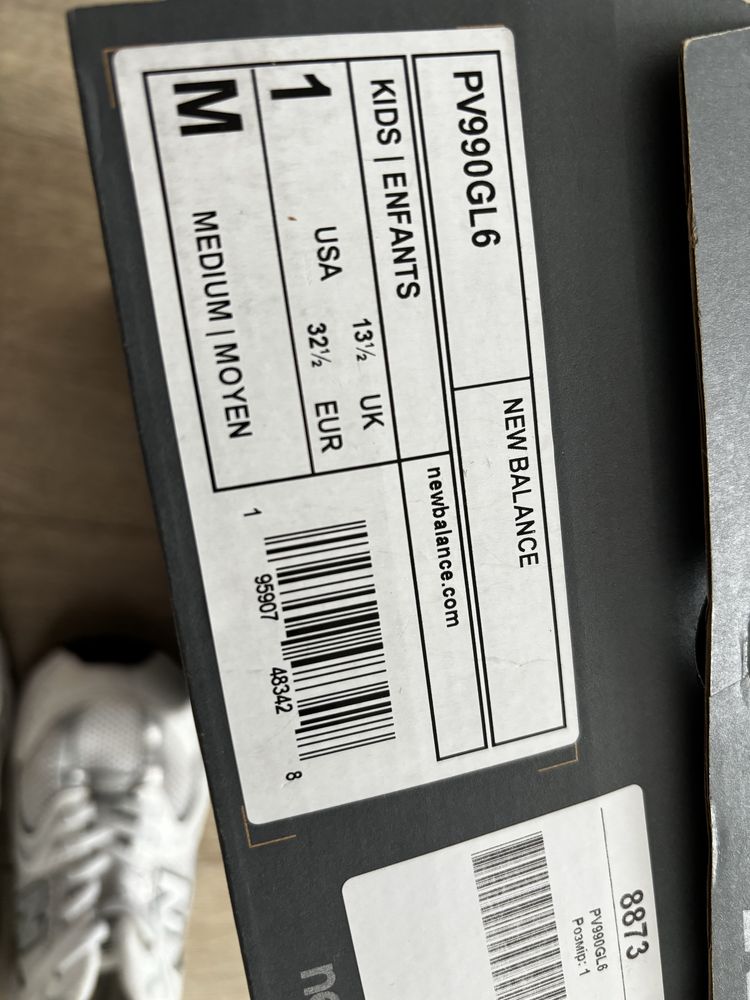 PV990GL6
NEW BALANCE
KIDS | ENFANTS
newbalance.com
1
USA
13½ UK
32½ EUR
M
MEDIUM | MOYEN
1 95907 48342 8
8873
PV990GL6
Розмір: 1
ne